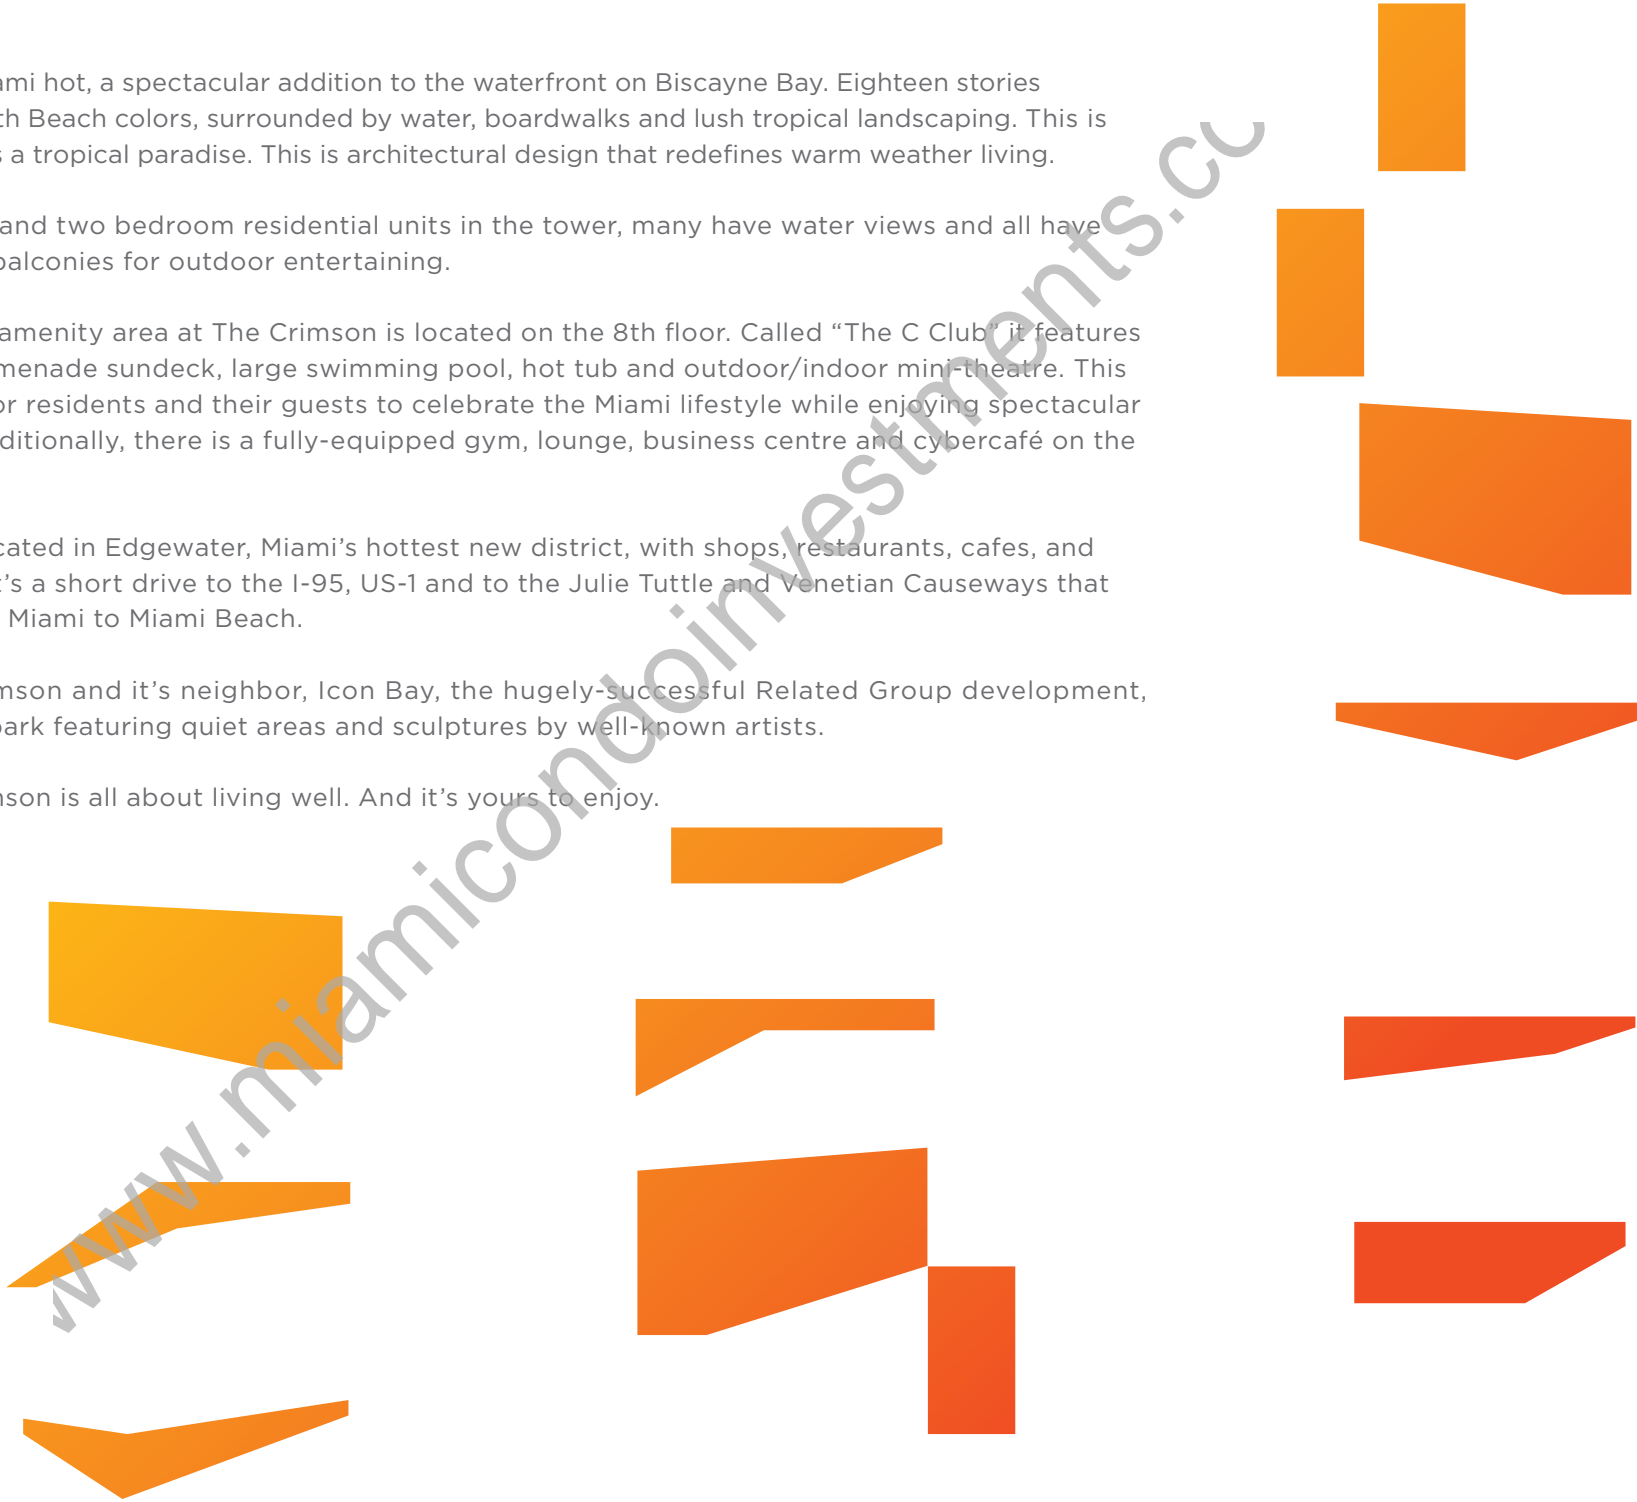 ami hot, a spectacular addition to the waterfront on Biscayne Bay. Eighteen stories
th Beach colors, surrounded by water, boardwalks and lush tropical landscaping. This is
s a tropical paradise. This is architectural design that redefines warm weather living.
and two bedroom residential units in the tower, many have water views and all have
balconies for outdoor entertaining.
amenity area at The Crimson is located on the 8th floor. Called “The C Club” it features
menade sundeck, large swimming pool, hot tub and outdoor/indoor mini-theatre. This
or residents and their guests to celebrate the Miami lifestyle while enjoying spectacular
ditionally, there is a fully-equipped gym, lounge, business centre and cybercafé on the
cated in Edgewater, Miami’s hottest new district, with shops, restaurants, cafes, and
t’s a short drive to the I-95, US-1 and to the Julie Tuttle and Venetian Causeways that
Miami to Miami Beach.
mson and it’s neighbor, Icon Bay, the hugely-successful Related Group development,
park featuring quiet areas and sculptures by well-known artists.
nson is all about living well. And it’s yours to enjoy.
www.miamicondoinvestments.co